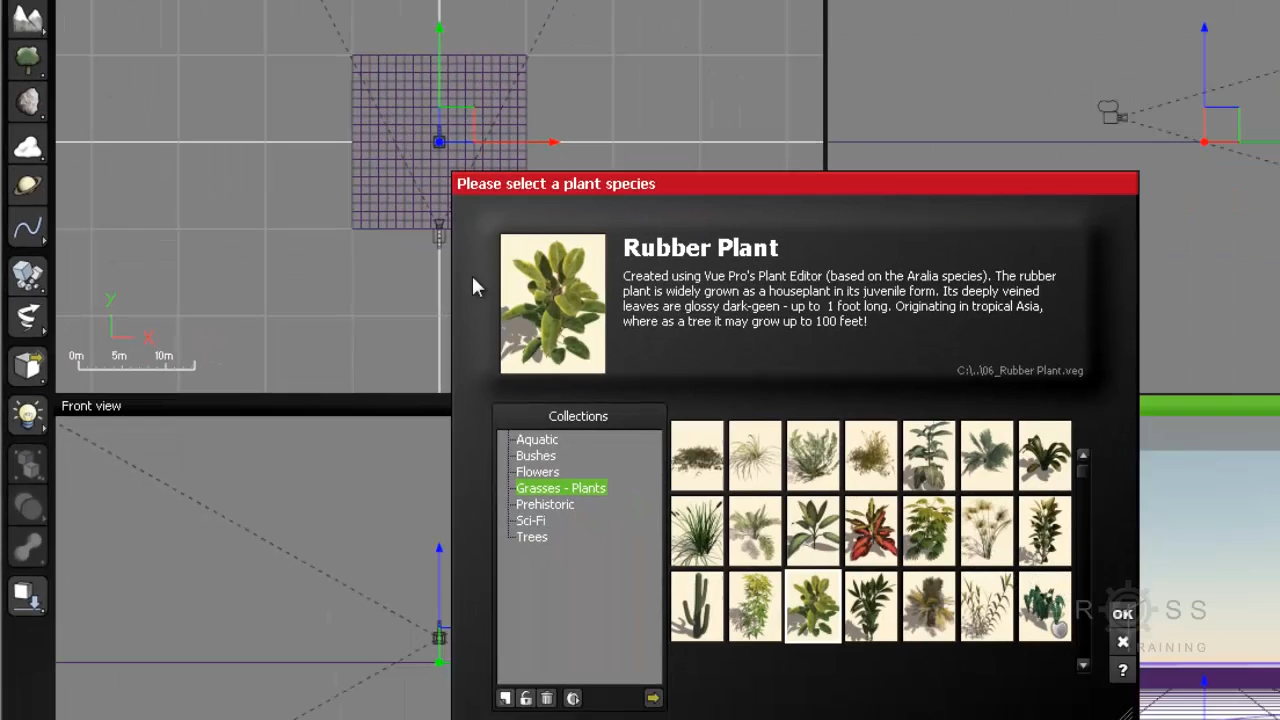 Please select a plant species
Rubber Plant
Created using Vue Pro's Plant Editor (based on the Aralia species). The rubber
plant is widely grown as a houseplant in its juvenile form. Its deeply veined
leaves are glossy dark-geen - up to 1 foot long. Originating in tropical Asia,
where as a tree it may grow up to 100 feet!
C:\..\06_Rubber Plant.veg
Y
X
0m 5m 10m
Front view
Collections
Aquatic
Bushes
Flowers
Grasses - Plants
Prehistoric
Sci-Fi
Trees
OK
?
R SS
TRAINING